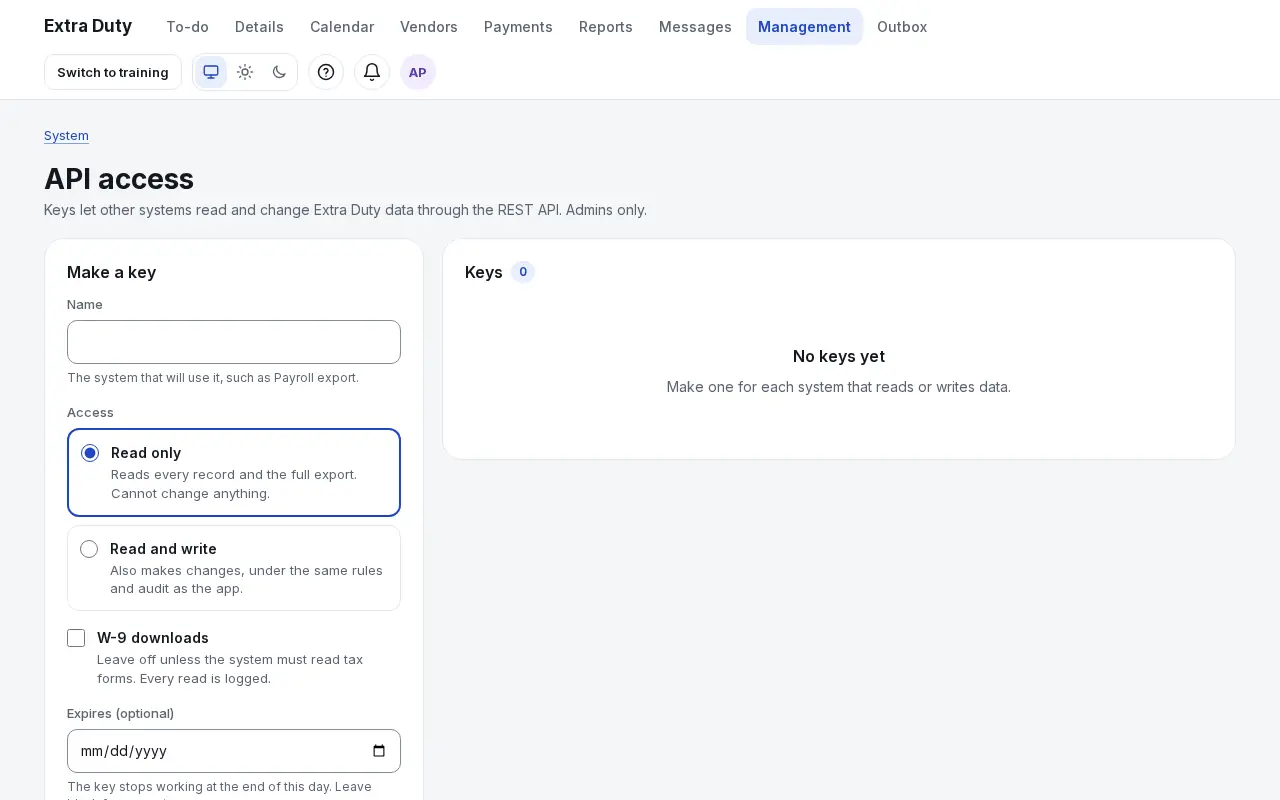 Extra Duty
To-do
Details
Calendar
Vendors
Payments
Reports
Messages
Management
Outbox
Switch to training
AP
System
API access
Keys let other systems read and change Extra Duty data through the REST API. Admins only.
Make a key
Name
The system that will use it, such as Payroll export.
Access
Read only
Reads every record and the full export.
Cannot change anything.
Read and write
Also makes changes, under the same rules
and audit as the app.
W-9 downloads
Leave off unless the system must read tax
forms. Every read is logged.
Expires (optional)
mm/dd/yyyy
The key stops working at the end of this day. Leave
Keys 0
No keys yet
Make one for each system that reads or writes data.